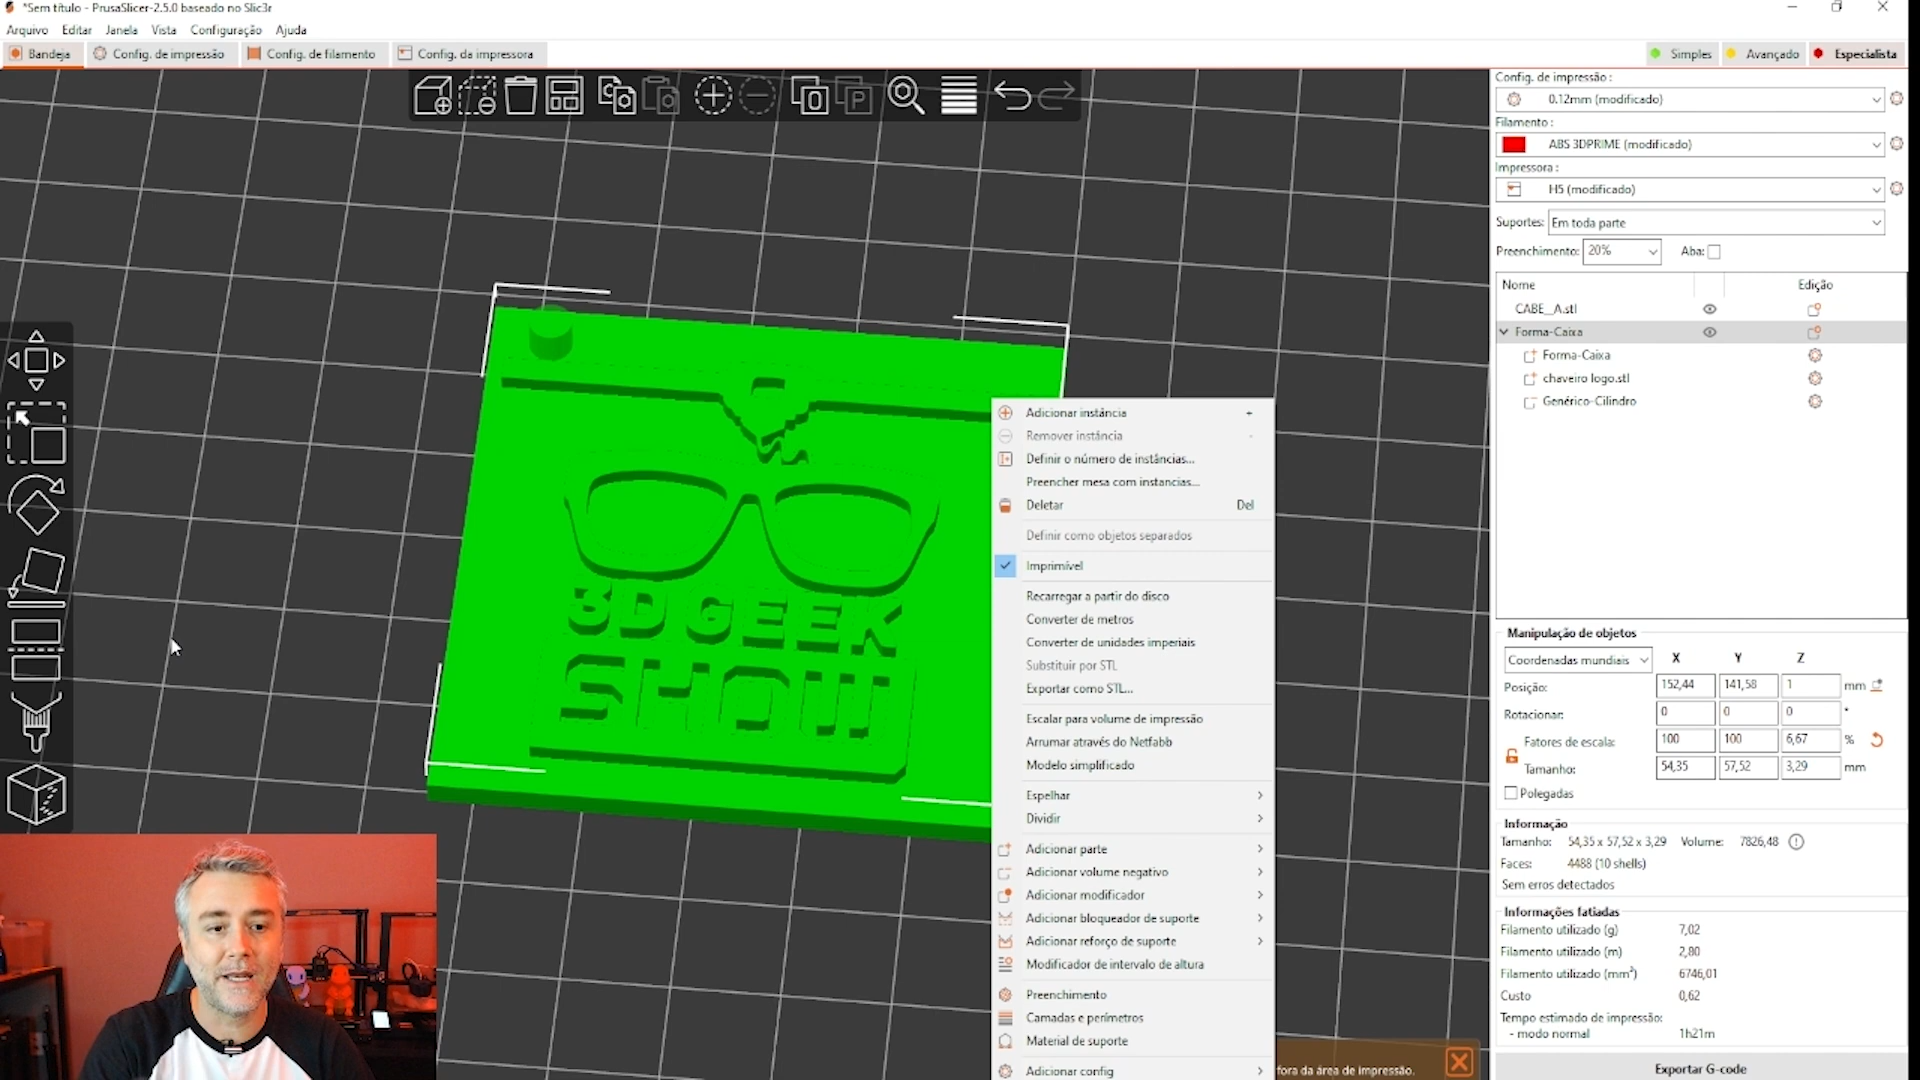 *Sem título - PrusaSlicer-2.5.0 baseado no Slic3r
Arquivo Editar Janela Vista Configuração Ajuda
Bandeja Config. de impressão Config. de filamento Config. da impressora
Simples Avançado Especialista
Config. de impressão :
0.12mm (modificado)
Filamento :
ABS 3DPRIME (modificado)
Impressora :
H5 (modificado)
Suportes: Em toda parte
Preenchimento: 20% Aba:
Nome Edição
CABE__A.stl
Forma-Caixa
Forma-Caixa
chaveiro logo.stl
Genérico-Cilindro
3D GEEK
SHOW
Adicionar instância +
Remover instância -
Definir o número de instâncias...
Preencher mesa com instancias...
Deletar Del
Definir como objetos separados
Imprimível
Recarregar a partir do disco
Converter de metros
Converter de unidades imperiais
Substituir por STL
Exportar como STL...
Escalar para volume de impressão
Arrumar através do Netfabb
Modelo simplificado
Espelhar
Dividir
Adicionar parte
Adicionar volume negativo
Adicionar modificador
Adicionar bloqueador de suporte
Adicionar reforço de suporte
Modificador de intervalo de altura
Preenchimento
Camadas e perímetros
Material de suporte
Adicionar config
fora da área de impressão.
Manipulação de objetos
Coordenadas mundiais X Y Z
Posição: 152,44 141,58 1 mm
Rotacionar: 0 0 0 °
Fatores de escala: 100 100 6,67 %
Tamanho: 54,35 57,52 3,29 mm
Polegadas
Informação
Tamanho: 54,35 x 57,52 x 3,29 Volume: 7826,48
Faces: 4488 (10 shells)
Sem erros detectados
Informações fatiadas
Filamento utilizado (g) 7,02
Filamento utilizado (m) 2,80
Filamento utilizado (mm³) 6746,01
Custo 0,62
Tempo estimado de impressão:
- modo normal 1h21m
Exportar G-code